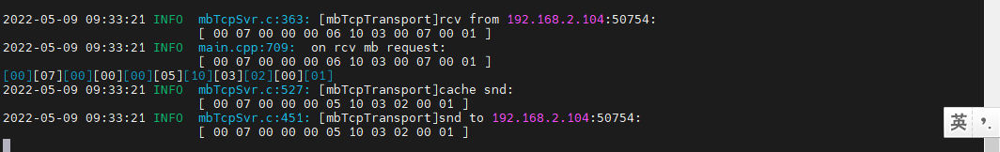 2022-05-09 09:33:21 INFO  mbTcpSvr.c:363: [mbTcpTransport]rcv from 192.168.2.104:50754:
[ 00 07 00 00 00 06 10 03 00 07 00 01 ]
2022-05-09 09:33:21 INFO  main.cpp:709:  on rcv mb request:
[ 00 07 00 00 00 06 10 03 00 07 00 01 ]
[00][07][00][00][00][05][10][03][02][00][01]
2022-05-09 09:33:21 INFO  mbTcpSvr.c:527: [mbTcpTransport]cache snd:
[ 00 07 00 00 00 05 10 03 02 00 01 ]
2022-05-09 09:33:21 INFO  mbTcpSvr.c:451: [mbTcpTransport]snd to 192.168.2.104:50754:
[ 00 07 00 00 00 05 10 03 02 00 01 ]
英 ❜.